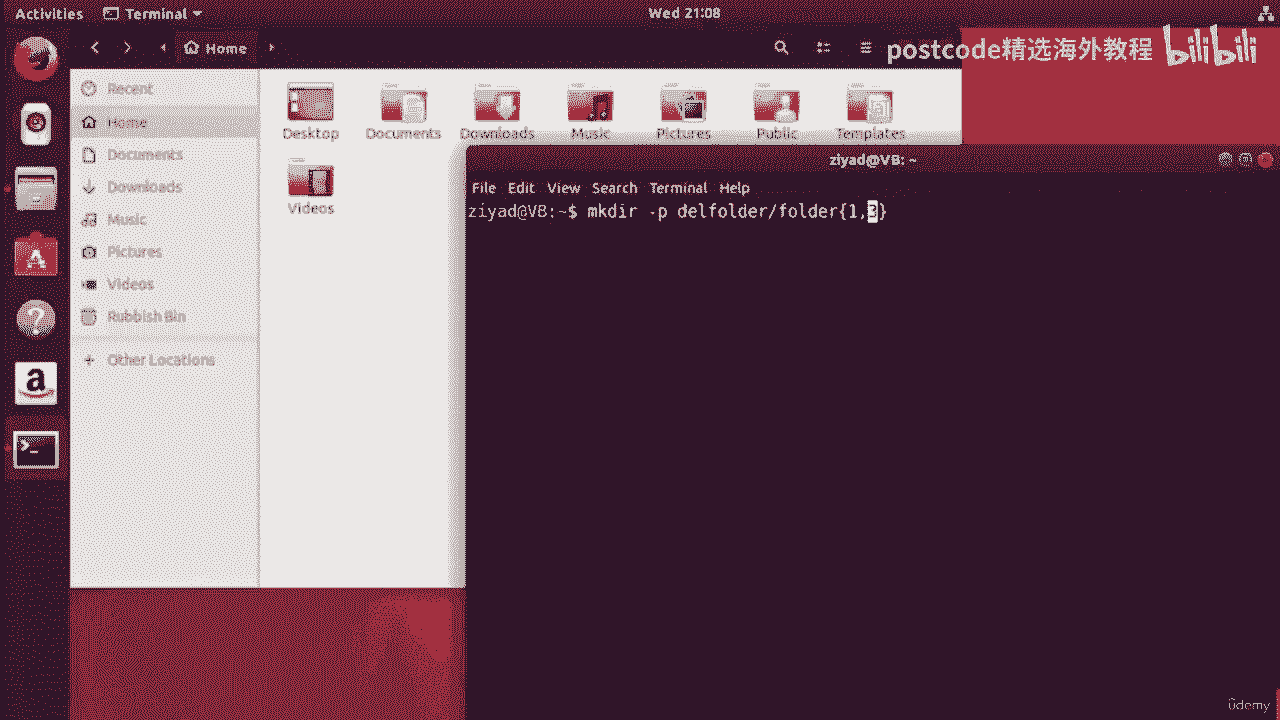 Activities Terminal Wed 21:08
Home
postcode精选海外教程 bilibili
Recent
Home
Documents
Downloads
Music
Pictures
Videos
Rubbish Bin
Other Locations
Desktop Documents Downloads Music Pictures Public Templates
Videos
ziyad@VB: ~
File Edit View Search Terminal Help
ziyad@VB:~$ mkdir -p delfolder/folder{1,3}
ûdemy